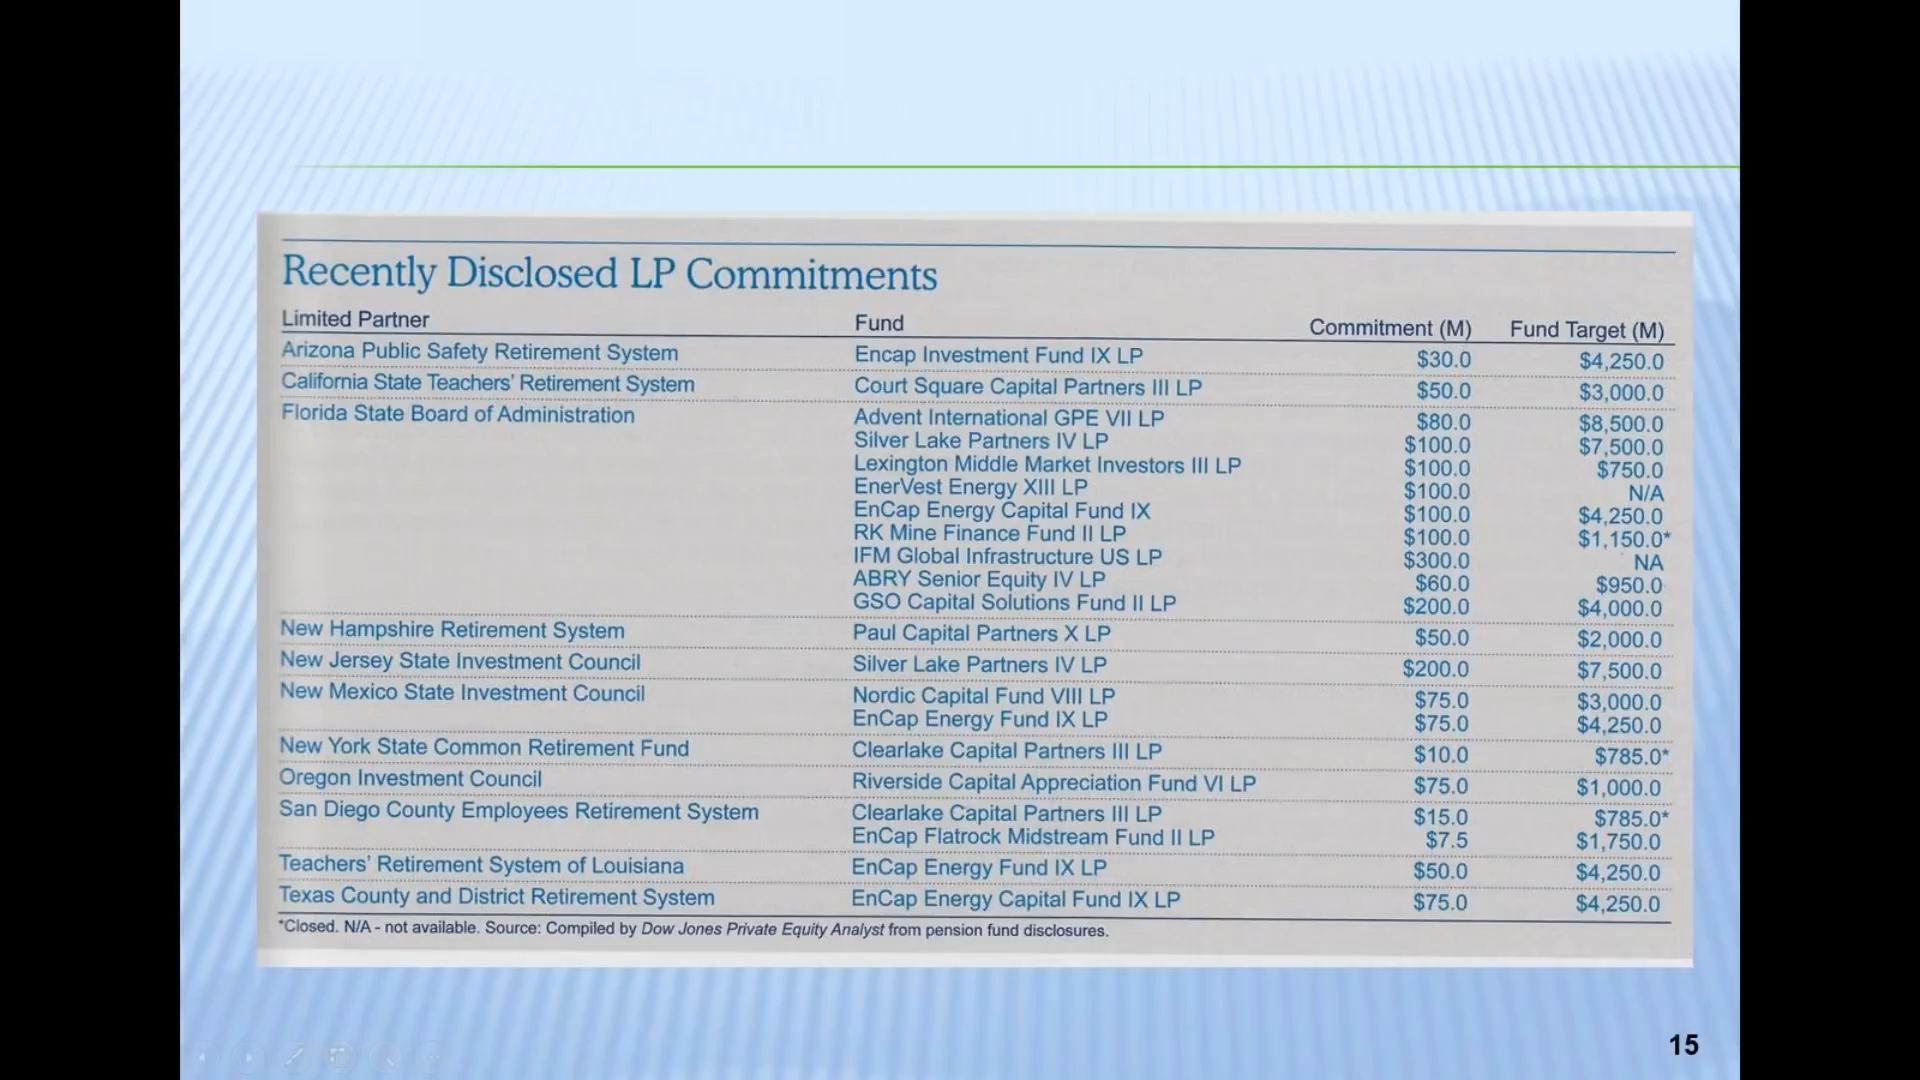 Recently Disclosed LP Commitments
Limited Partner Fund Commitment (M) Fund Target (M)
Arizona Public Safety Retirement System Encap Investment Fund IX LP $30.0 $4,250.0
California State Teachers' Retirement System Court Square Capital Partners III LP $50.0 $3,000.0
Florida State Board of Administration Advent International GPE VII LP $80.0 $8,500.0
Silver Lake Partners IV LP $100.0 $7,500.0
Lexington Middle Market Investors III LP $100.0 $750.0
EnerVest Energy XIII LP $100.0 N/A
EnCap Energy Capital Fund IX $100.0 $4,250.0
RK Mine Finance Fund II LP $100.0 $1,150.0*
IFM Global Infrastructure US LP $300.0 NA
ABRY Senior Equity IV LP $60.0 $950.0
GSO Capital Solutions Fund II LP $200.0 $4,000.0
New Hampshire Retirement System Paul Capital Partners X LP $50.0 $2,000.0
New Jersey State Investment Council Silver Lake Partners IV LP $200.0 $7,500.0
New Mexico State Investment Council Nordic Capital Fund VIII LP $75.0 $3,000.0
EnCap Energy Fund IX LP $75.0 $4,250.0
New York State Common Retirement Fund Clearlake Capital Partners III LP $10.0 $785.0*
Oregon Investment Council Riverside Capital Appreciation Fund VI LP $75.0 $1,000.0
San Diego County Employees Retirement System Clearlake Capital Partners III LP $15.0 $785.0*
EnCap Flatrock Midstream Fund II LP $7.5 $1,750.0
Teachers' Retirement System of Louisiana EnCap Energy Fund IX LP $50.0 $4,250.0
Texas County and District Retirement System EnCap Energy Capital Fund IX LP $75.0 $4,250.0
*Closed. N/A - not available. Source: Compiled by Dow Jones Private Equity Analyst from pension fund disclosures.
15